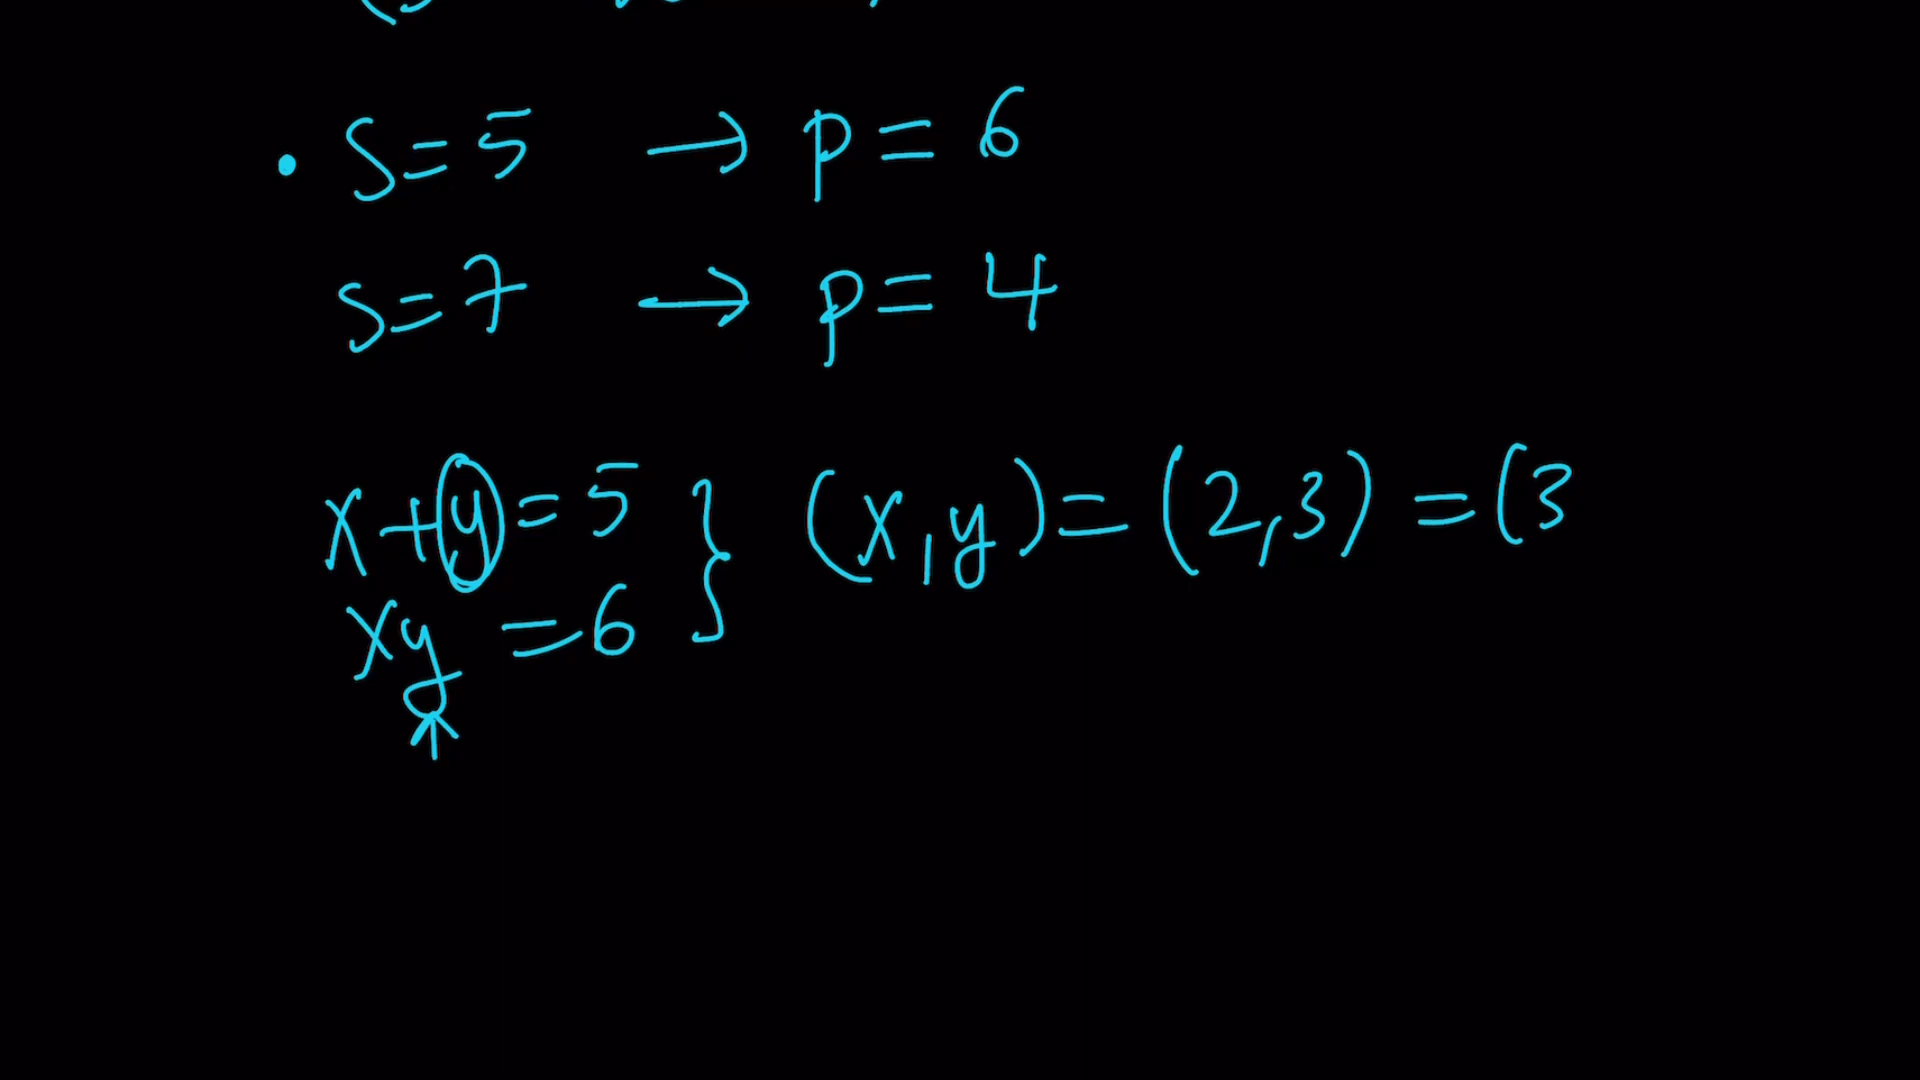 • S = 5 → p = 6
s = 7 → p = 4
x + y = 5 } (x, y) = (2, 3) = (3
xy = 6